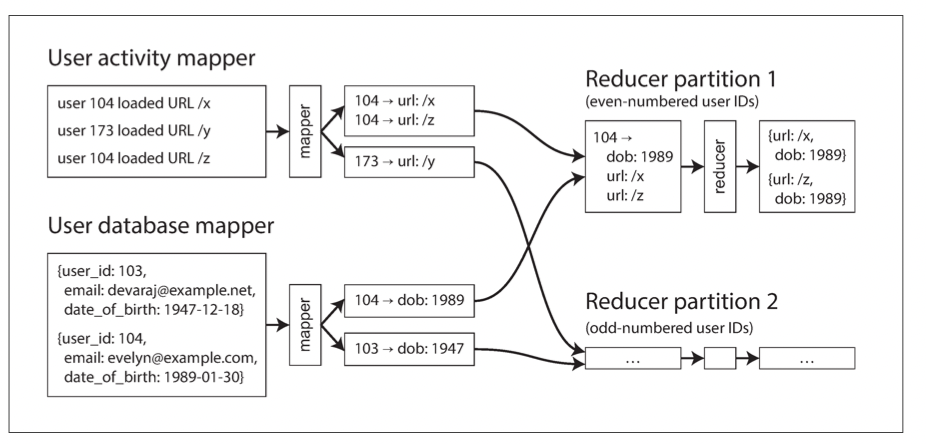 User activity mapper
user 104 loaded URL /x
user 173 loaded URL /y
user 104 loaded URL /z
mapper
104 → url: /x
104 → url: /z
173 → url: /y
User database mapper
{user_id: 103,
email: devaraj@example.net,
date_of_birth: 1947-12-18}
{user_id: 104,
email: evelyn@example.com,
date_of_birth: 1989-01-30}
mapper
104 → dob: 1989
103 → dob: 1947
Reducer partition 1
(even-numbered user IDs)
104 →
dob: 1989
url: /x
url: /z
reducer
{url: /x,
dob: 1989}
{url: /z,
dob: 1989}
Reducer partition 2
(odd-numbered user IDs)
...
...